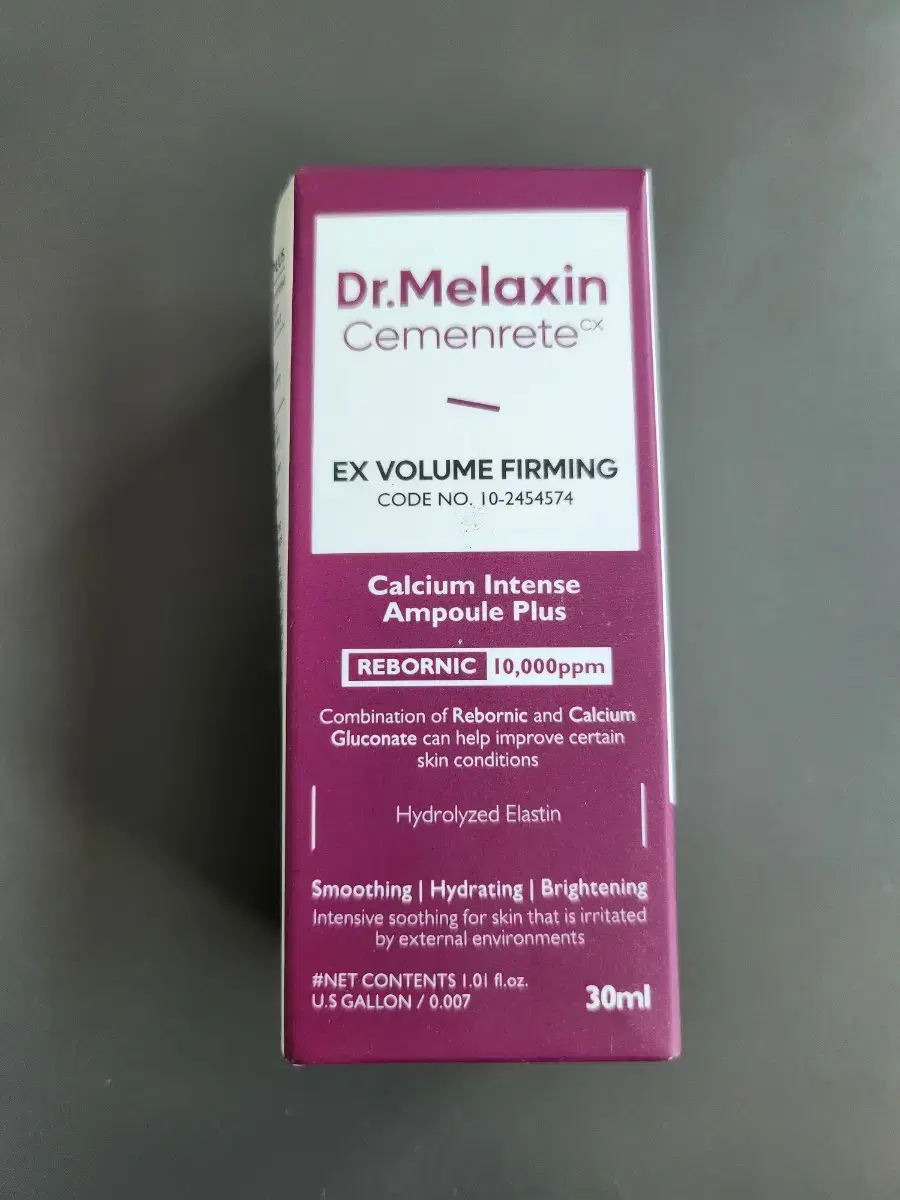 Dr.Melaxin
Cemenrete CX
EX VOLUME FIRMING
CODE NO. 10-2454574
Calcium Intense
Ampoule Plus
REBORNIC 10,000ppm
Combination of Rebornic and Calcium
Gluconate can help improve certain
skin conditions
Hydrolyzed Elastin
Smoothing | Hydrating | Brightening
Intensive soothing for skin that is irritated
by external environments
#NET CONTENTS 1.01 fl.oz.
U.S GALLON / 0.007
30ml